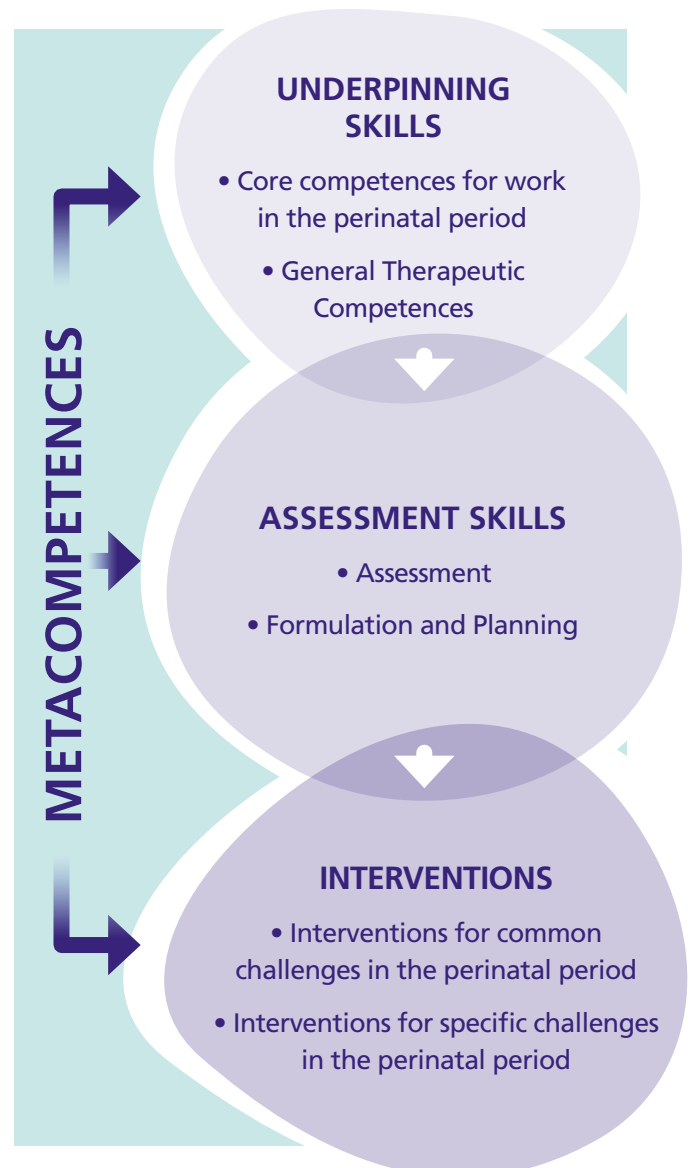 METACOMPETENCES
UNDERPINNING
SKILLS
• Core competences for work
in the perinatal period
• General Therapeutic
Competences
ASSESSMENT SKILLS
• Assessment
• Formulation and Planning
INTERVENTIONS
• Interventions for common
challenges in the perinatal period
• Interventions for specific challenges
in the perinatal period